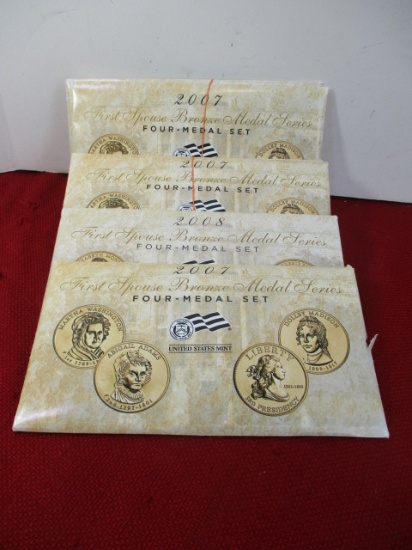 2007
First Spouse Bronze Medal Series
FOUR-MEDAL SET
2007
First Spouse Bronze Medal Series
FOUR-MEDAL SET
2008
First Spouse Bronze Medal Series
FOUR-MEDAL SET
2007
First Spouse Bronze Medal Series
FOUR-MEDAL SET
MARTHA WASHINGTON
ABIGAIL ADAMS
UNITED STATES MINT
LIBERTY
3RD PRESIDENCY
DOLLEY MADISON